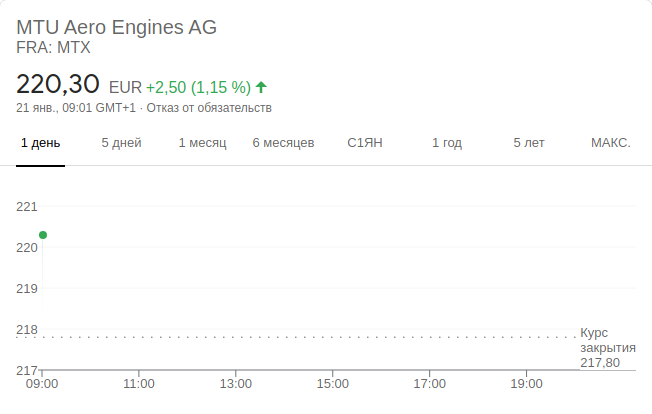 MTU Aero Engines AG
FRA: MTX
220,30 EUR +2,50 (1,15 %)
21 янв., 09:01 GMT+1 · Отказ от обязательств
1 день 5 дней 1 месяц 6 месяцев С1ЯН 1 год 5 лет МАКС.
221
220
219
218
Курс
закрытия
217,80
217
09:00 11:00 13:00 15:00 17:00 19:00